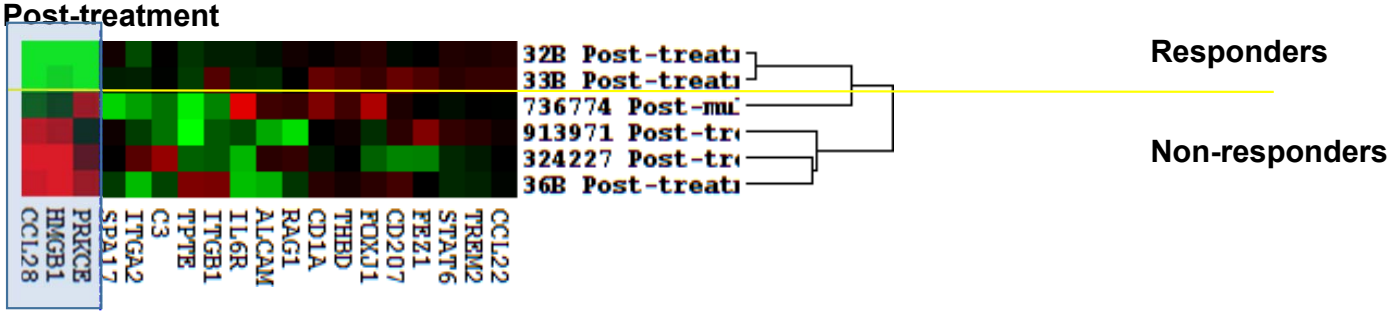 Post-treatment
32B Post-treat
33B Post-treat
736774 Post-mu
913971 Post-tr
324227 Post-tr
36B Post-treat
Responders
Non-responders
CCL28
HMGB1
PRKCE
SPA17
ITGA2
C3
TPTE
ITGB1
IL6R
ALCAM
RAG1
CD1A
THBD
FOXJ1
CD207
FEZ1
STAT6
TREM2
CCL22